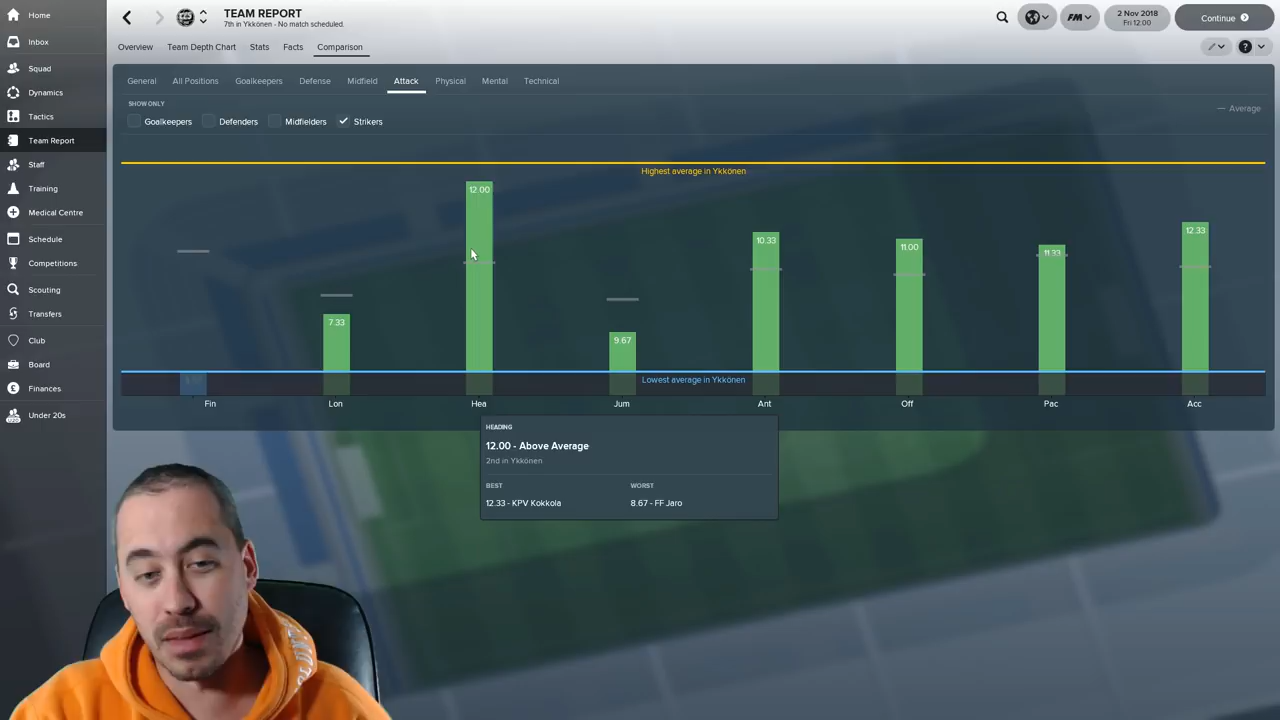 Home
Inbox
Squad
Dynamics
Tactics
Team Report
Staff
Training
Medical Centre
Schedule
Competitions
Scouting
Transfers
Club
Board
Finances
Under 20s
TEAM REPORT
7th in Ykkönen - No match scheduled.
FM
2 Nov 2018
Fri 12:00
Continue
Overview Team Depth Chart Stats Facts Comparison
General All Positions Goalkeepers Defense Midfield Attack Physical Mental Technical
SHOW ONLY
Goalkeepers Defenders Midfielders Strikers
Average
Highest average in Ykkönen
7.33
12.00
9.67
10.33
11.00
11.33
12.33
Lowest average in Ykkönen
Fin Lon Hea Jum Ant Off Pac Acc
HEADING
12.00 - Above Average
2nd in Ykkönen
BEST WORST
12.33 - KPV Kokkola 8.67 - FF Jaro